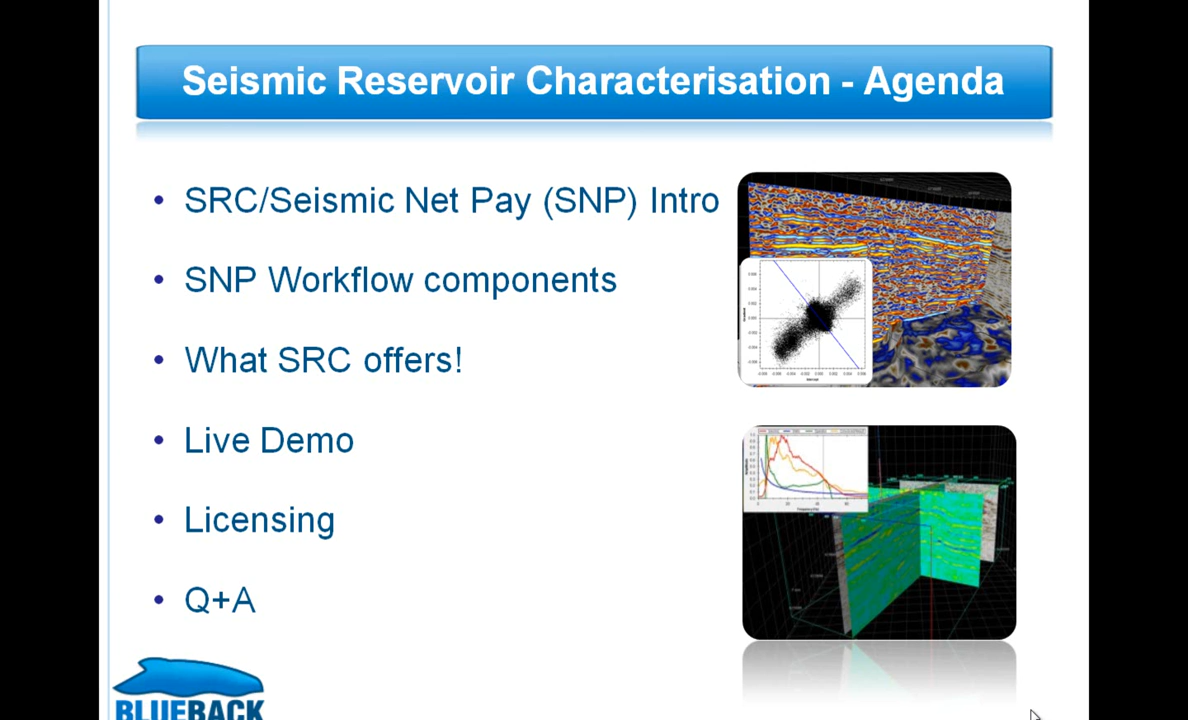 Seismic Reservoir Characterisation - Agenda
• SRC/Seismic Net Pay (SNP) Intro
• SNP Workflow components
• What SRC offers!
• Live Demo
• Licensing
• Q+A
BLUEBACK